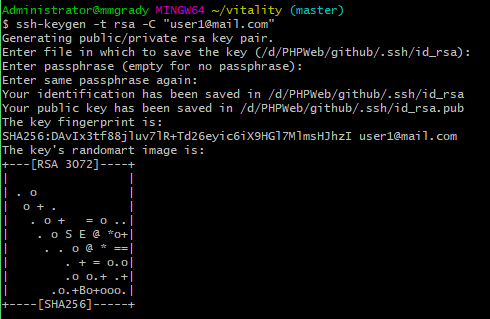 Administrator@mmgrady MINGW64 ~/vitality (master)
$ ssh-keygen -t rsa -C "user1@mail.com"
Generating public/private rsa key pair.
Enter file in which to save the key (/d/PHPWeb/github/.ssh/id_rsa):
Enter passphrase (empty for no passphrase):
Enter same passphrase again:
Your identification has been saved in /d/PHPWeb/github/.ssh/id_rsa
Your public key has been saved in /d/PHPWeb/github/.ssh/id_rsa.pub
The key fingerprint is:
SHA256:DAvIx3tf88jluv7lR+Td26eyic6iX9HGl7MlmsHJhzI user1@mail.com
The key's randomart image is:
+---[RSA 3072]----+
|                 |
| . o             |
|  o + .          |
|   . o +   = o ..|
|    . o S E @ *o+|
|     . . o @ * ==|
|        . + = o.o|
|        .o o.+ .+|
|      .o.+Bo+ooo.|
+----[SHA256]-----+